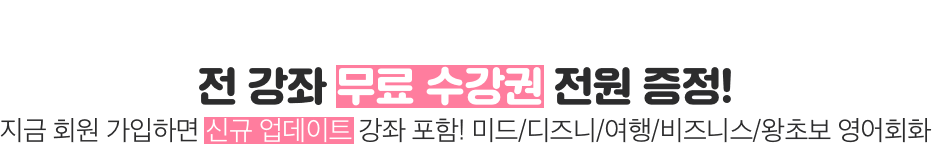 전 강좌 무료 수강권 전원 증정!
지금 회원 가입하면 신규 업데이트 강좌 포함! 미드/디즈니/여행/비즈니스/왕초보 영어회화